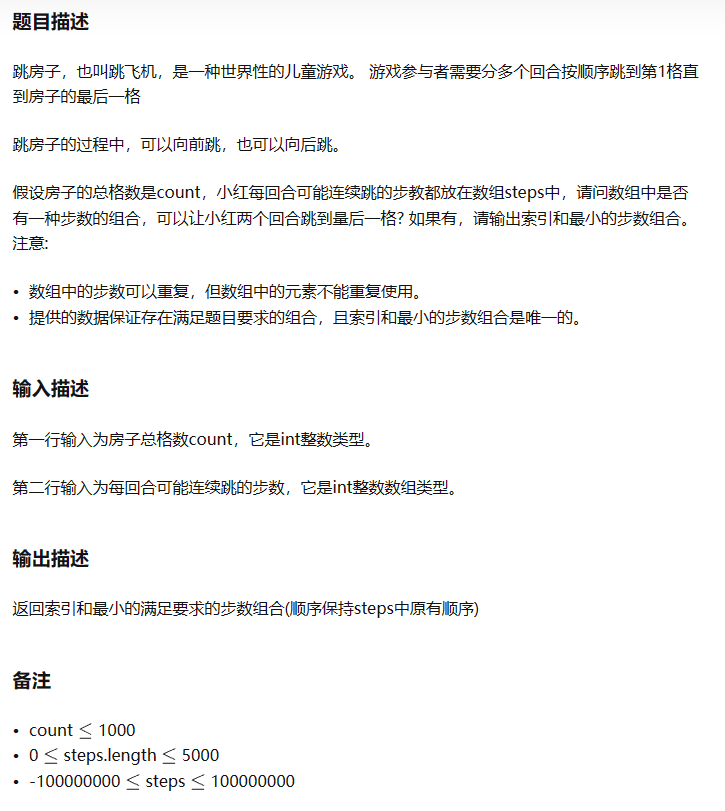 题目描述
跳房子，也叫跳飞机，是一种世界性的儿童游戏。 游戏参与者需要分多个回合按顺序跳到第1格直
到房子的最后一格
跳房子的过程中，可以向前跳，也可以向后跳。
假设房子的总格数是count，小红每回合可能连续跳的步教都放在数组steps中，请问数组中是否
有一种步数的组合，可以让小红两个回合跳到量后一格? 如果有，请输出索引和最小的步数组合。
注意:
• 数组中的步数可以重复，但数组中的元素不能重复使用。
• 提供的数据保证存在满足题目要求的组合，且索引和最小的步数组合是唯一的。
输入描述
第一行输入为房子总格数count，它是int整数类型。
第二行输入为每回合可能连续跳的步数，它是int整数数组类型。
输出描述
返回索引和最小的满足要求的步数组合(顺序保持steps中原有顺序)
备注
• count ≤ 1000
• 0 ≤ steps.length ≤ 5000
• -100000000 ≤ steps ≤ 100000000